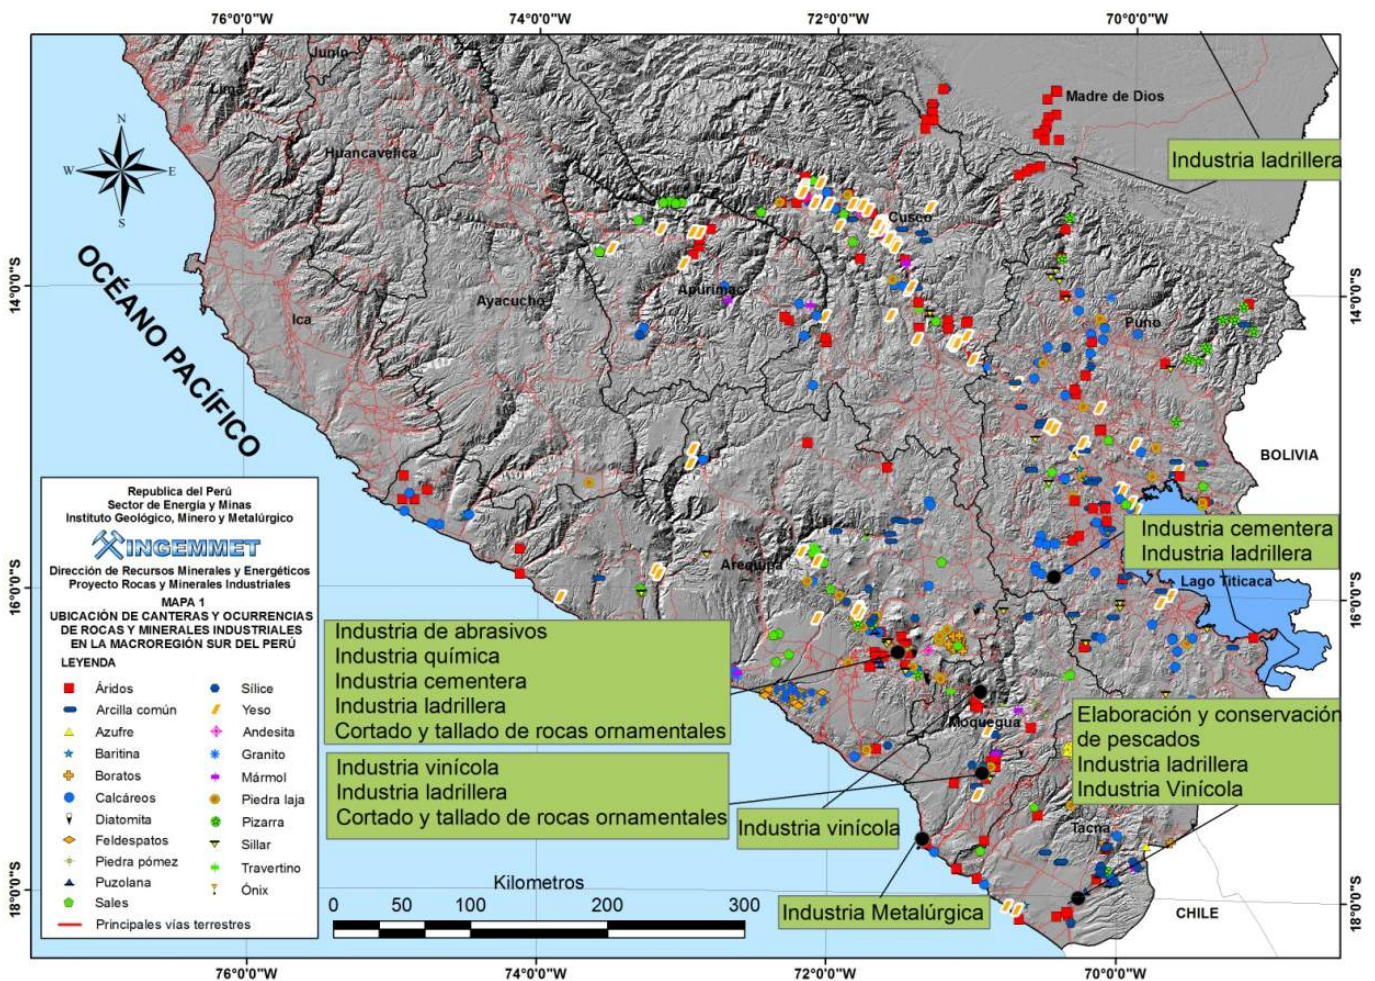 76°0'0"W
74°0'0"W
72°0'0"W
70°0'0"W
Junín
Lima
Madre de Dios
Huancavelica
Industria ladrillera
N
W
E
S
Cusco
OCÉANO PACÍFICO
14°0'0"S
14°0'0"S
Apurimac
Ayacucho
Ica
Puno
BOLIVIA
Republica del Perú
Sector de Energía y Minas
Instituto Geológico, Minero y Metalúrgico
INGEMMET
Dirección de Recursos Minerales y Energéticos
Proyecto Rocas y Minerales Industriales
MAPA 1
UBICACIÓN DE CANTERAS Y OCURRENCIAS
DE ROCAS Y MINERALES INDUSTRIALES
EN LA MACROREGIÓN SUR DEL PERÚ
LEYENDA
Áridos
Arcilla común
Azufre
Baritina
Boratos
Calcáreos
Diatomita
Feldespatos
Piedra pómez
Puzolana
Sales
Principales vías terrestres
Sílice
Yeso
Andesita
Granito
Mármol
Piedra laja
Pizarra
Sillar
Travertino
Ónix
Industria cementera
Industria ladrillera
Arequipa
Lago Titicaca
16°0'0"S
16°0'0"S
Industria de abrasivos
Industria química
Industria cementera
Industria ladrillera
Cortado y tallado de rocas ornamentales
Moquegua
Elaboración y conservación
de pescados
Industria ladrillera
Industria Vinícola
Industria vinícola
Industria ladrillera
Cortado y tallado de rocas ornamentales
Industria vinícola
Tacna
Kilometros
0 50 100 200 300
Industria Metalúrgica
18°0'0"S
18°0'0"S
CHILE
76°0'0"W
74°0'0"W
72°0'0"W
70°0'0"W